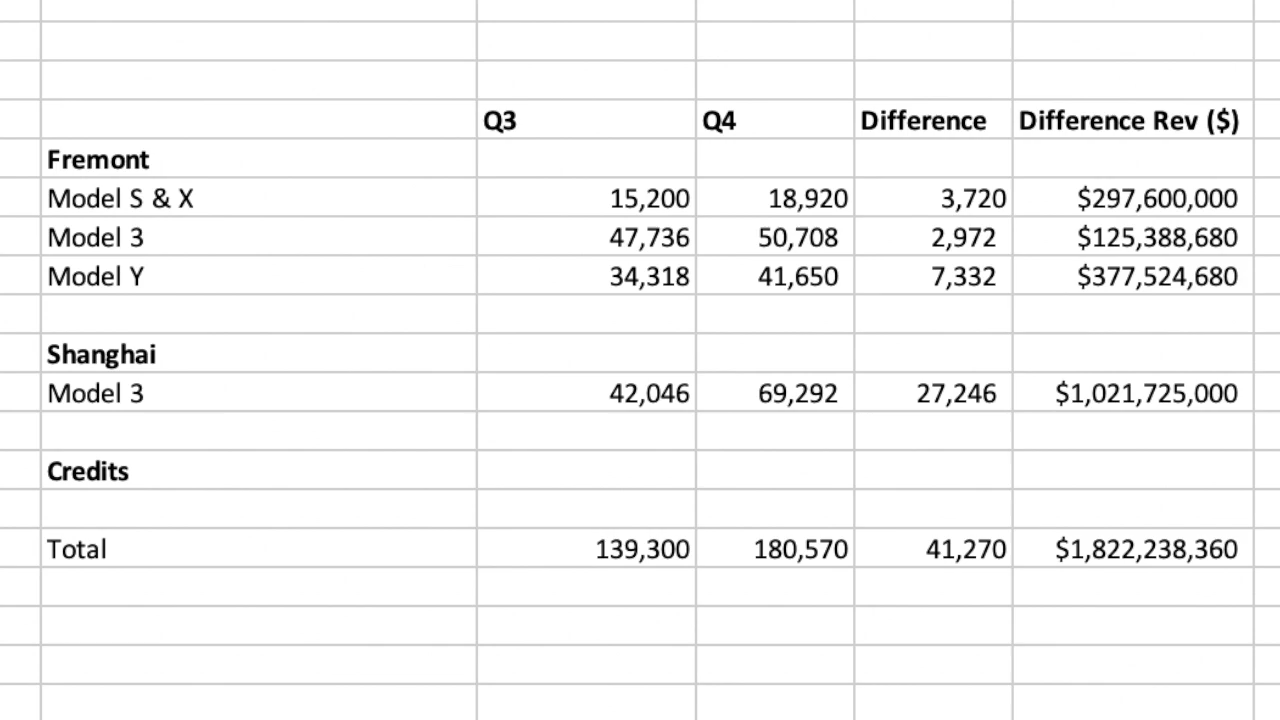 Q3 Q4 Difference Difference Rev ($)
Fremont
Model S & X 15,200 18,920 3,720 $297,600,000
Model 3 47,736 50,708 2,972 $125,388,680
Model Y 34,318 41,650 7,332 $377,524,680
Shanghai
Model 3 42,046 69,292 27,246 $1,021,725,000
Credits
Total 139,300 180,570 41,270 $1,822,238,360